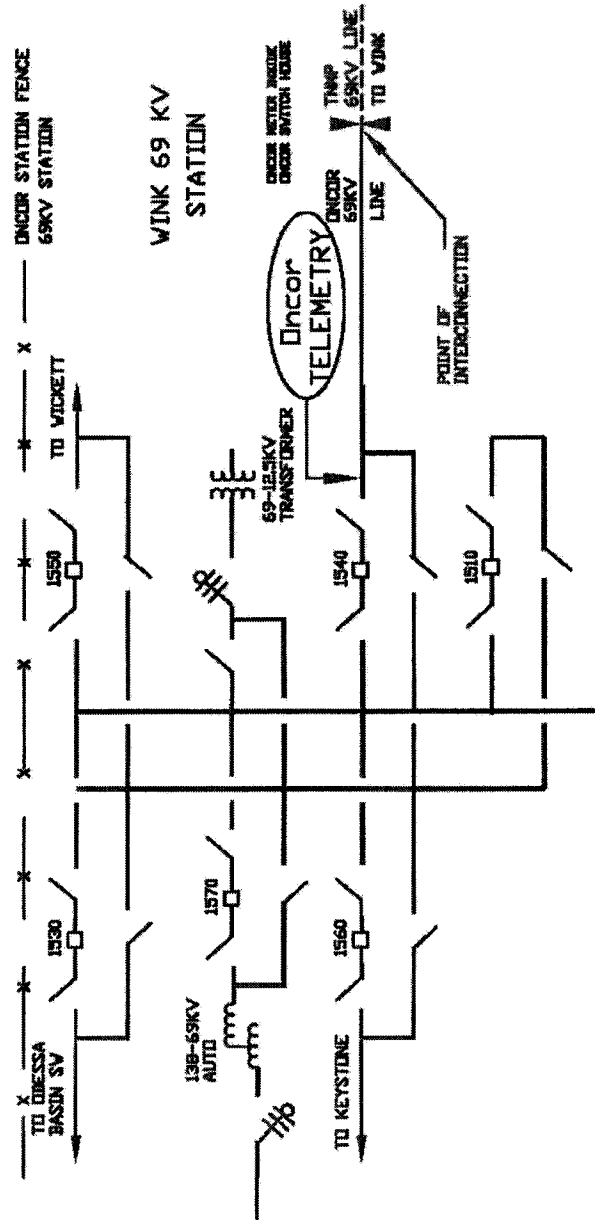 ONCOR STATION FENCE
69KV STATION
WINK 69 KV
STATION
TO WICKETT
1550
1530
TO ODESSA
BASIN SW
ONCOR METER INSIDE
ONCOR SWITCH HOUSE
69-12.5KV
TRANSFORMER
1570
138-69KV
AUTO
Oncor
TELEMETRY
ONCOR
69KV
LINE
TNMP
69KV LINE
TO WINK
POINT OF
INTERCONNECTION
1540
1560
TO KEYSTONE
1510